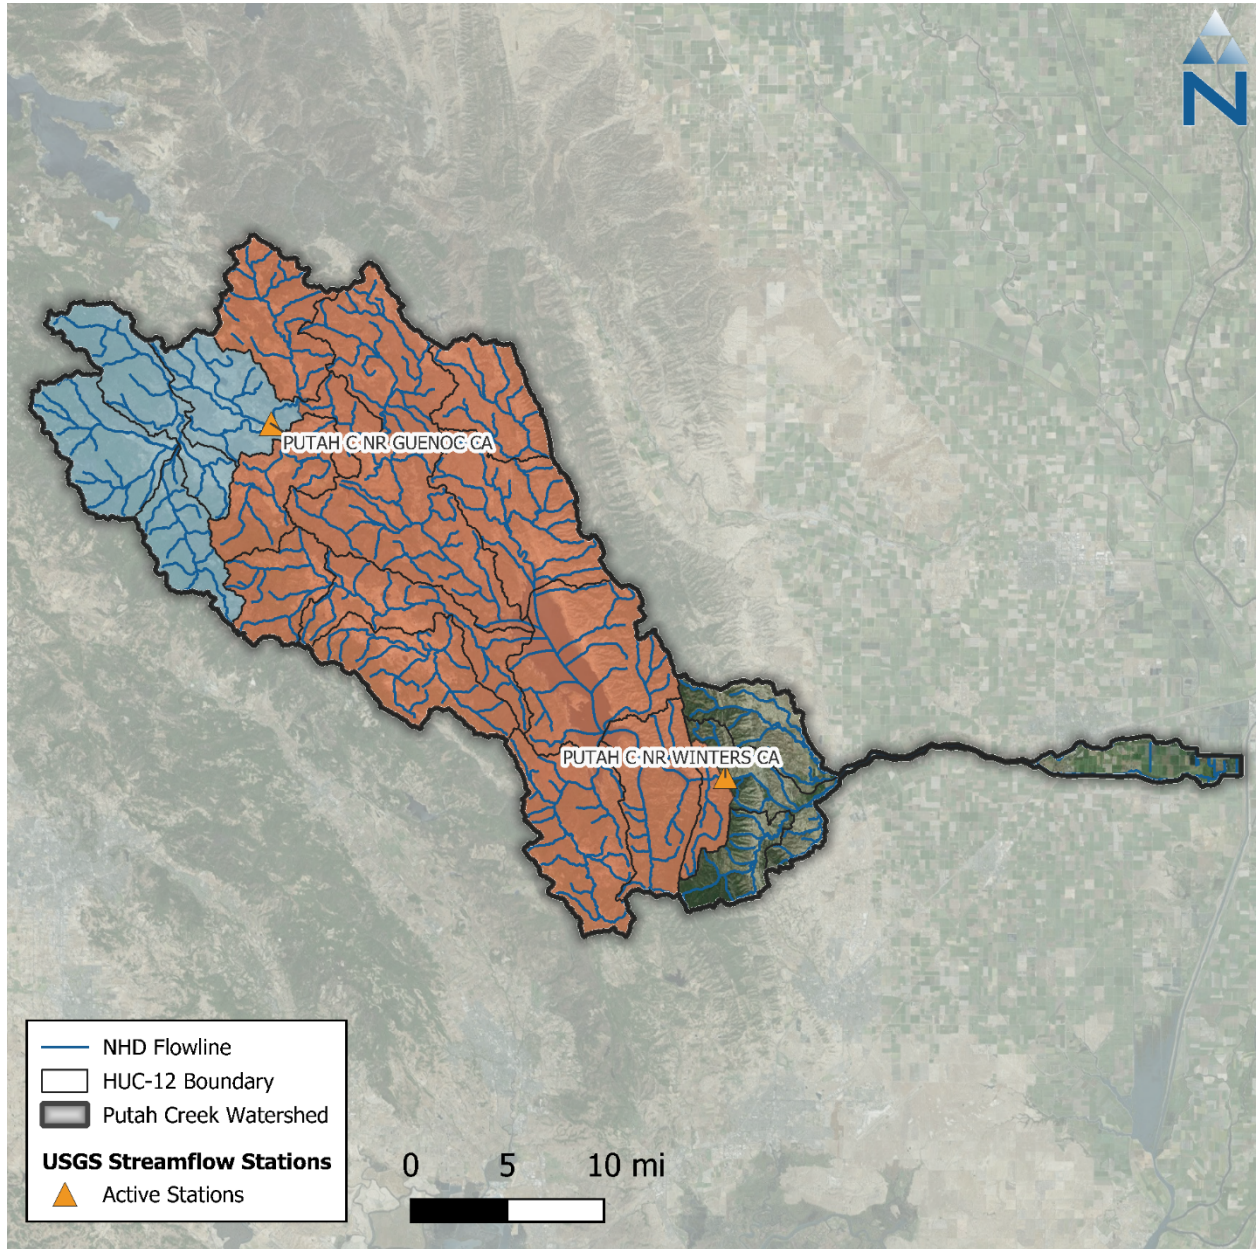 N
PUTAH C NR GUENOC CA
PUTAH C NR WINTERS CA
NHD Flowline
HUC-12 Boundary
Putah Creek Watershed
USGS Streamflow Stations
Active Stations
0 5 10 mi